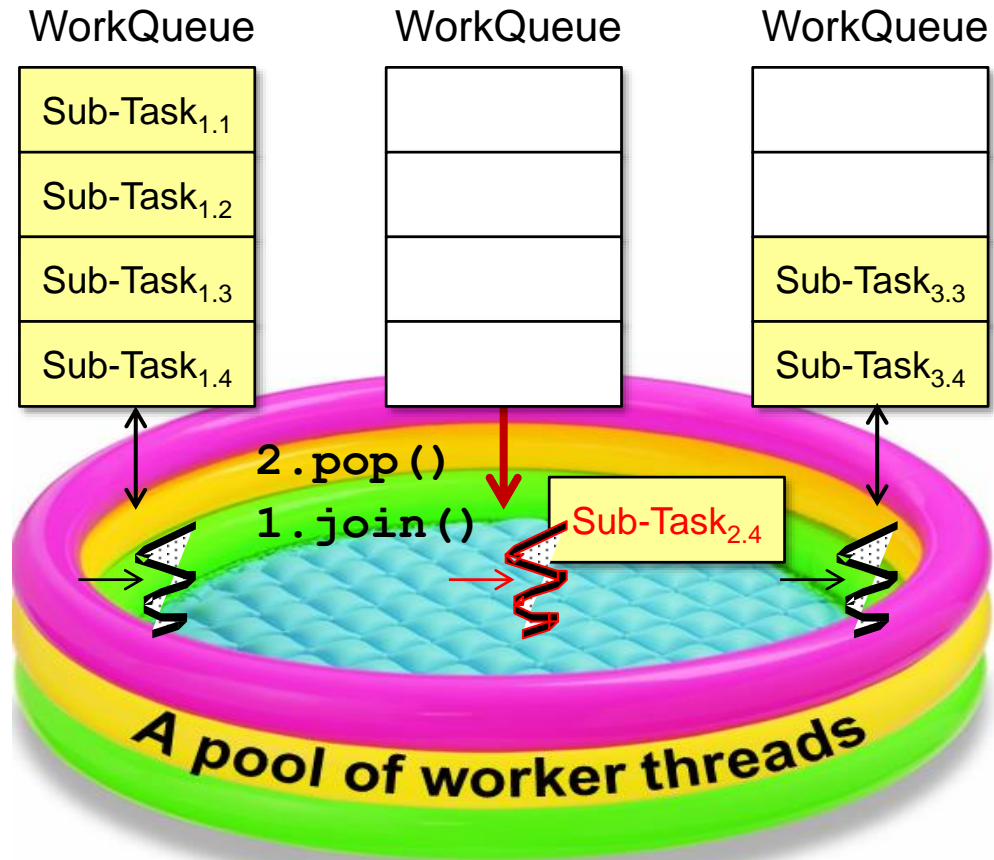 WorkQueue WorkQueue WorkQueue
Sub-Task1.1
Sub-Task1.2
Sub-Task1.3 Sub-Task3.3
Sub-Task1.4 Sub-Task3.4
2.pop()
1.join() Sub-Task2.4
A pool of worker threads